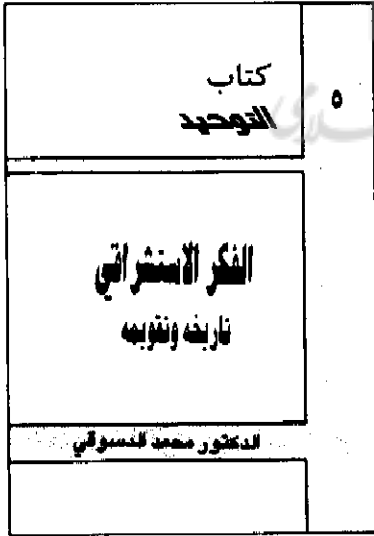 كتاب
التوحيد
٥
الفكر الاستشراقي
تاريخه وتقويمه
الدكتور محمد الدسوقي